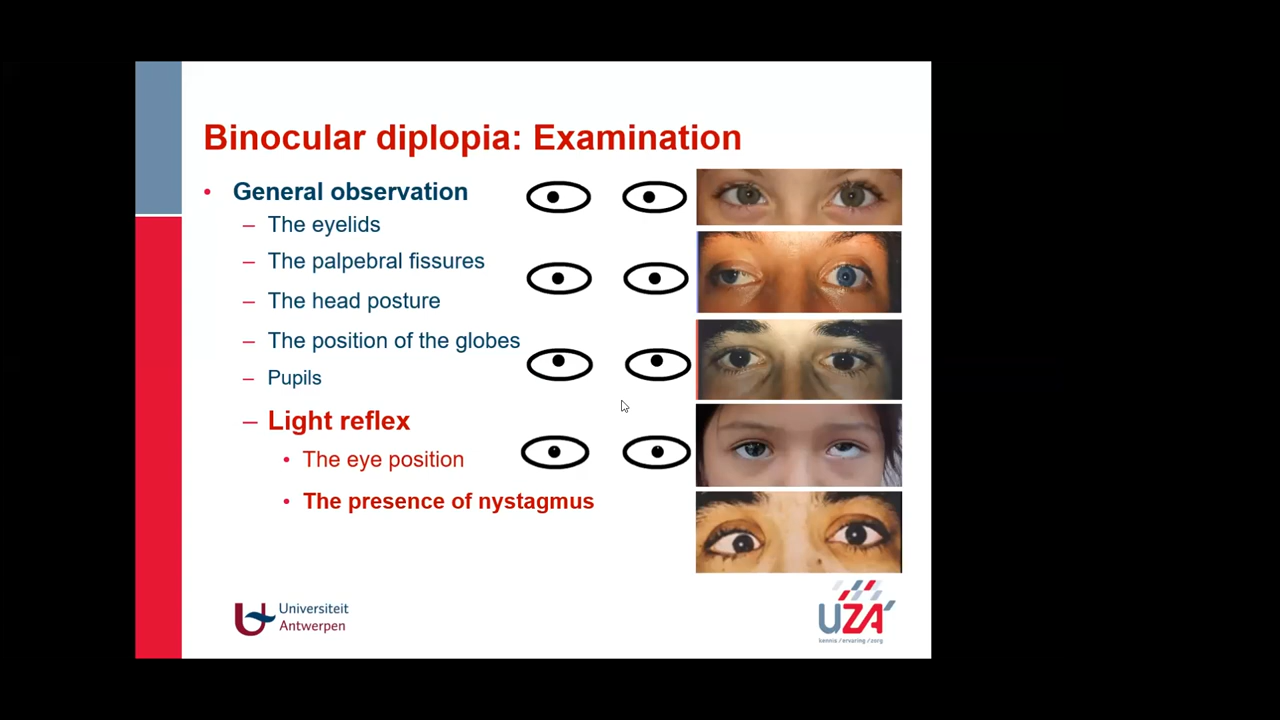 Binocular diplopia: Examination
• General observation
– The eyelids
– The palpebral fissures
– The head posture
– The position of the globes
– Pupils
– Light reflex
• The eye position
• The presence of nystagmus
Universiteit
Antwerpen
UZA'
kennis / ervaring / zorg